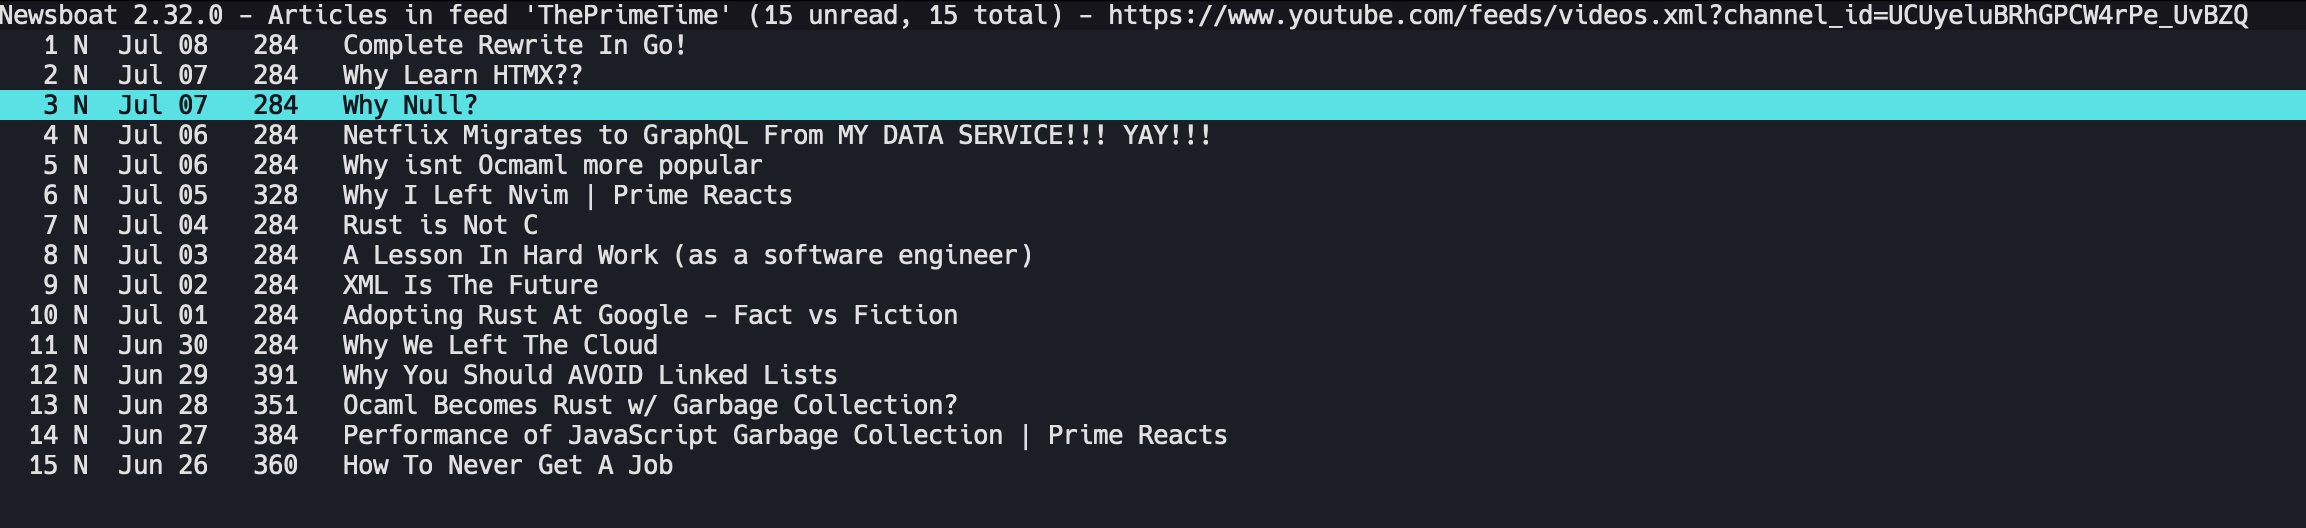 Newsboat 2.32.0 - Articles in feed 'ThePrimeTime' (15 unread, 15 total) - https://www.youtube.com/feeds/videos.xml?channel_id=UCUyeluBRhGPCW4rPe_UvBZQ
1 N Jul 08 284 Complete Rewrite In Go!
2 N Jul 07 284 Why Learn HTMX??
3 N Jul 07 284 Why Null?
4 N Jul 06 284 Netflix Migrates to GraphQL From MY DATA SERVICE!!! YAY!!!
5 N Jul 06 284 Why isnt Ocmaml more popular
6 N Jul 05 328 Why I Left Nvim | Prime Reacts
7 N Jul 04 284 Rust is Not C
8 N Jul 03 284 A Lesson In Hard Work (as a software engineer)
9 N Jul 02 284 XML Is The Future
10 N Jul 01 284 Adopting Rust At Google - Fact vs Fiction
11 N Jun 30 284 Why We Left The Cloud
12 N Jun 29 391 Why You Should AVOID Linked Lists
13 N Jun 28 351 Ocaml Becomes Rust w/ Garbage Collection?
14 N Jun 27 384 Performance of JavaScript Garbage Collection | Prime Reacts
15 N Jun 26 360 How To Never Get A Job